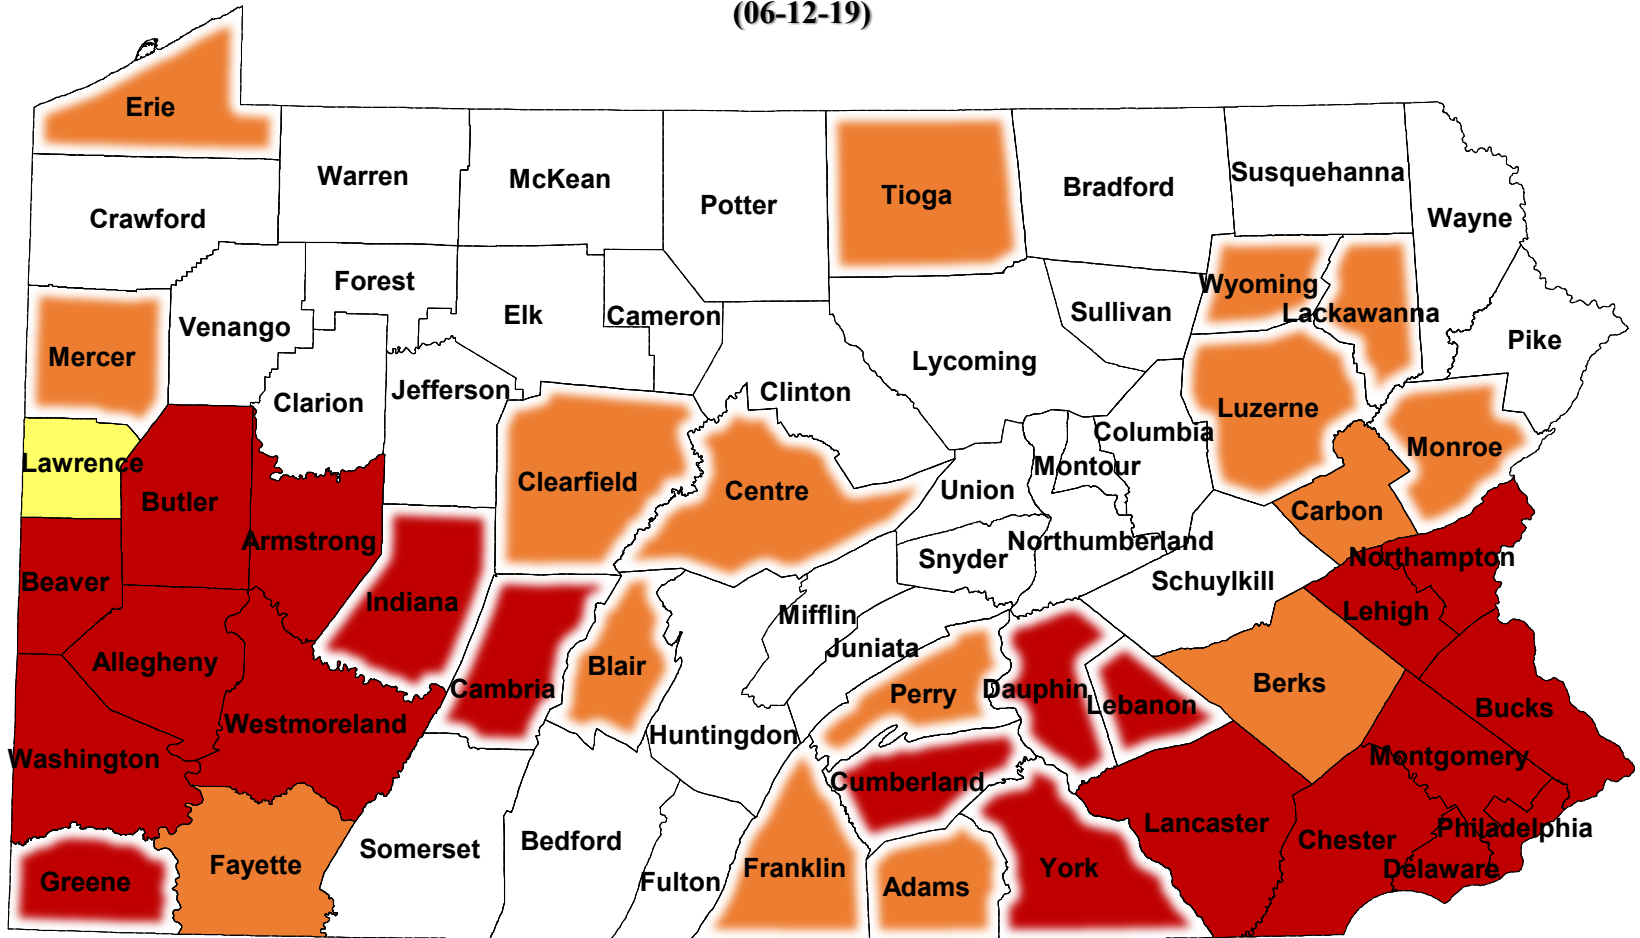 (06-12-19)
Erie
Warren
McKean
Potter
Tioga
Bradford
Susquehanna
Wayne
Crawford
Forest
Elk
Cameron
Sullivan
Wyoming
Lackawanna
Pike
Mercer
Venango
Clarion
Jefferson
Clinton
Lycoming
Columbia
Luzerne
Monroe
Lawrence
Butler
Armstrong
Clearfield
Centre
Union
Montour
Northumberland
Carbon
Northampton
Beaver
Indiana
Snyder
Schuylkill
Lehigh
Allegheny
Cambria
Blair
Mifflin
Juniata
Perry
Dauphin
Lebanon
Berks
Bucks
Washington
Westmoreland
Huntingdon
Cumberland
Montgomery
Greene
Fayette
Somerset
Bedford
Fulton
Franklin
Adams
York
Lancaster
Chester
Philadelphia
Delaware